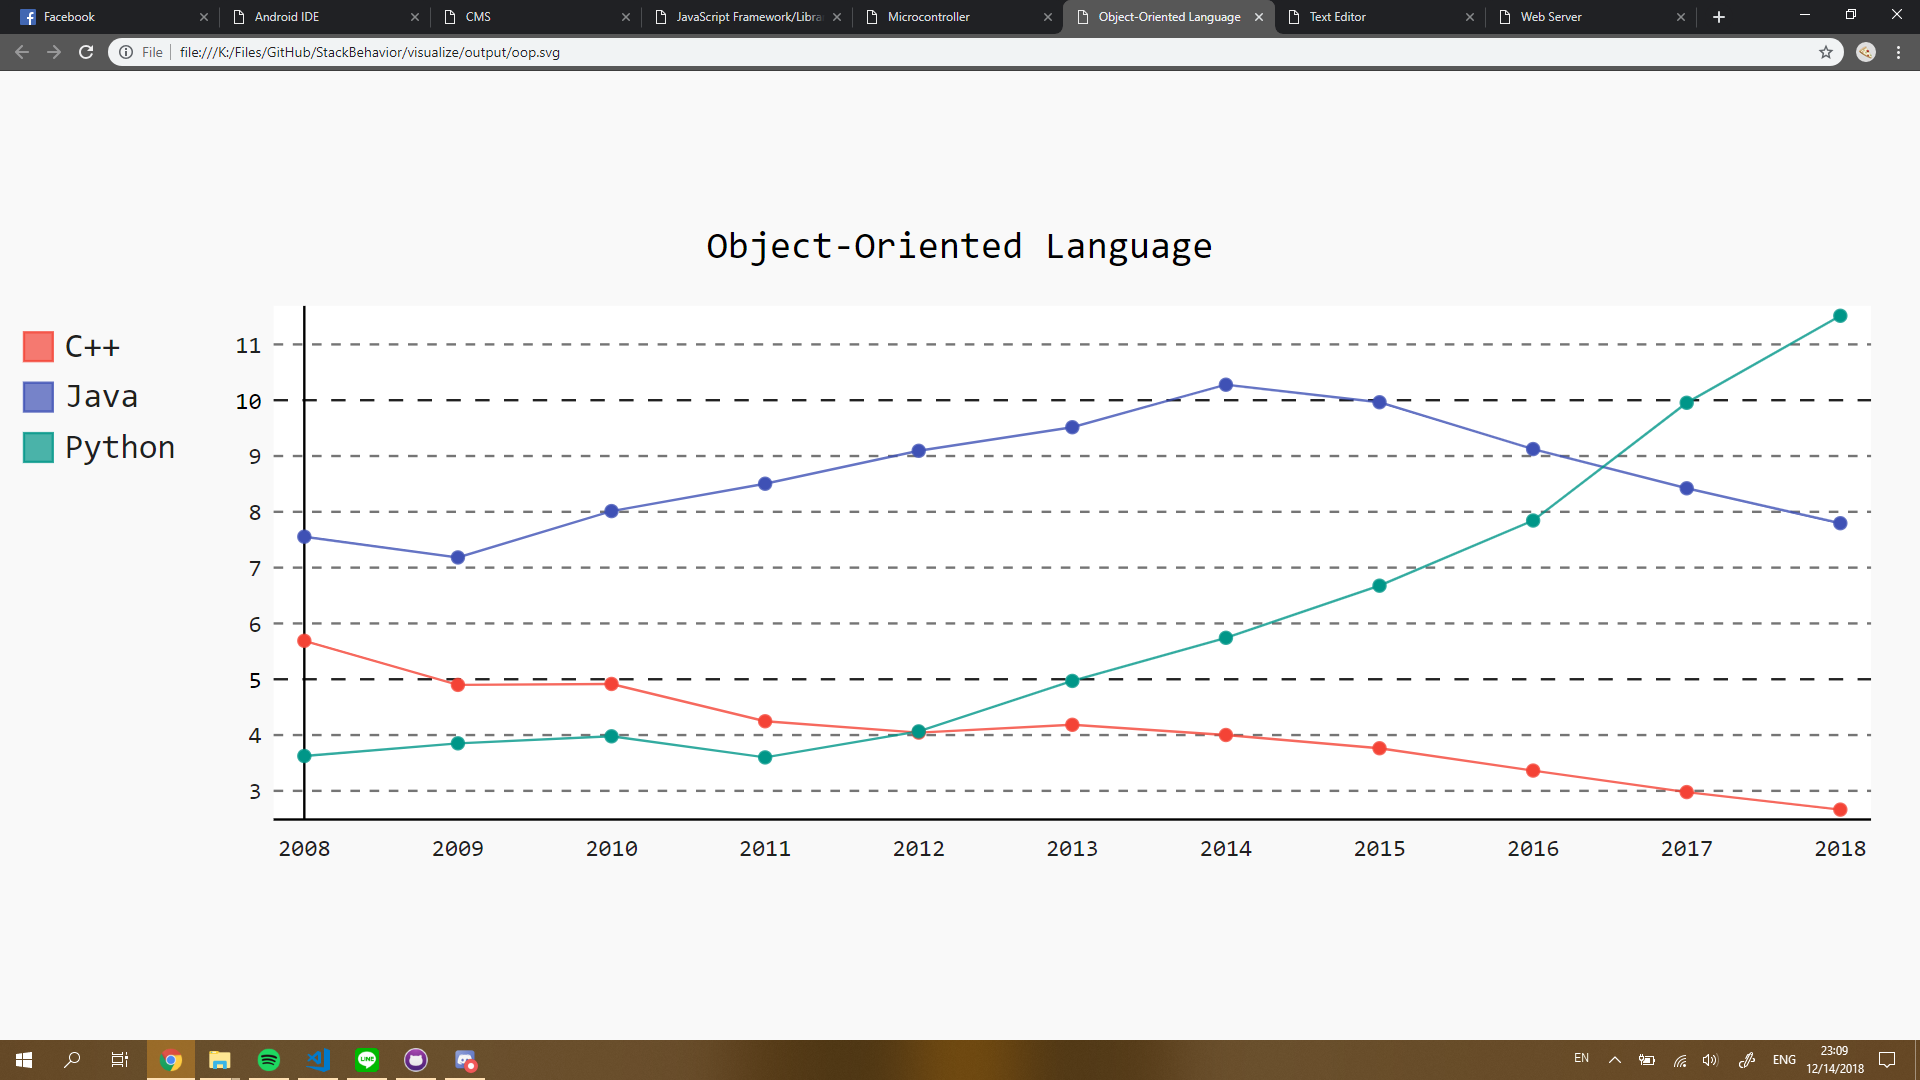 Facebook
Android IDE
CMS
JavaScript Framework/Libra
Microcontroller
Object-Oriented Language
Text Editor
Web Server
File
file:///K:/Files/GitHub/StackBehavior/visualize/output/oop.svg
Object-Oriented Language
C++
Java
Python
11
10
9
8
7
6
5
4
3
2008 2009 2010 2011 2012 2013 2014 2015 2016 2017 2018
LINE
EN
ENG
23:09
12/14/2018